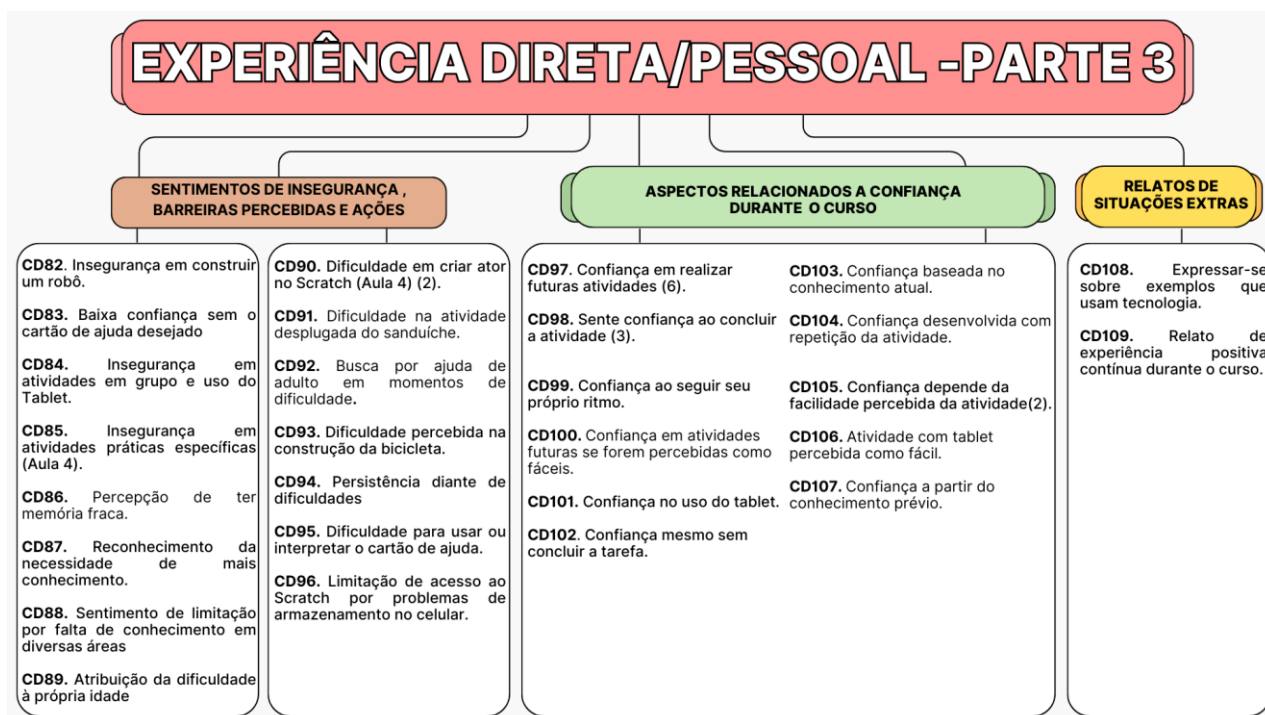 EXPERIÊNCIA DIRETA/PESSOAL -PARTE 3
SENTIMENTOS DE INSEGURANÇA ,
BARREIRAS PERCEBIDAS E AÇÕES
CD82. Insegurança em construir
um robô.
CD83. Baixa confiança sem o
cartão de ajuda desejado
CD84. Insegurança em
atividades em grupo e uso do
Tablet.
CD85. Insegurança em
atividades práticas específicas
(Aula 4).
CD86. Percepção de ter
memória fraca.
CD87. Reconhecimento da
necessidade de mais
conhecimento.
CD88. Sentimento de limitação
por falta de conhecimento em
diversas áreas
CD89. Atribuição da dificuldade
à própria idade
CD90. Dificuldade em criar ator
no Scratch (Aula 4) (2).
CD91. Dificuldade na atividade
desplugada do sanduíche.
CD92. Busca por ajuda de
adulto em momentos de
dificuldade.
CD93. Dificuldade percebida na
construção da bicicleta.
CD94. Persistência diante de
dificuldades
CD95. Dificuldade para usar ou
interpretar o cartão de ajuda.
CD96. Limitação de acesso ao
Scratch por problemas de
armazenamento no celular.
ASPECTOS RELACIONADOS A CONFIANÇA
DURANTE O CURSO
CD97. Confiança em realizar
futuras atividades (6).
CD98. Sente confiança ao concluir
a atividade (3).
CD99. Confiança ao seguir seu
próprio ritmo.
CD100. Confiança em atividades
futuras se forem percebidas como
fáceis.
CD101. Confiança no uso do tablet.
CD102. Confiança mesmo sem
concluir a tarefa.
CD103. Confiança baseada no
conhecimento atual.
CD104. Confiança desenvolvida com
repetição da atividade.
CD105. Confiança depende da
facilidade percebida da atividade(2).
CD106. Atividade com tablet
percebida como fácil.
CD107. Confiança a partir do
conhecimento prévio.
RELATOS DE
SITUAÇÕES EXTRAS
CD108. Expressar-se
sobre exemplos que
usam tecnologia.
CD109. Relato de
experiência positiva
contínua durante o curso.